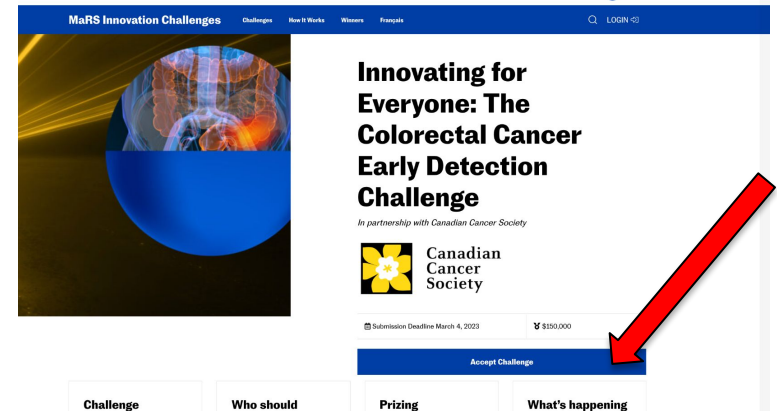 MaRS Innovation Challenges Challenges How It Works Winners Français LOGIN
Innovating for
Everyone: The
Colorectal Cancer
Early Detection
Challenge
In partnership with Canadian Cancer Society
Canadian
Cancer
Society
Submission Deadline March 4, 2023 $150,000
Accept Challenge
Challenge Who should Prizing What's happening